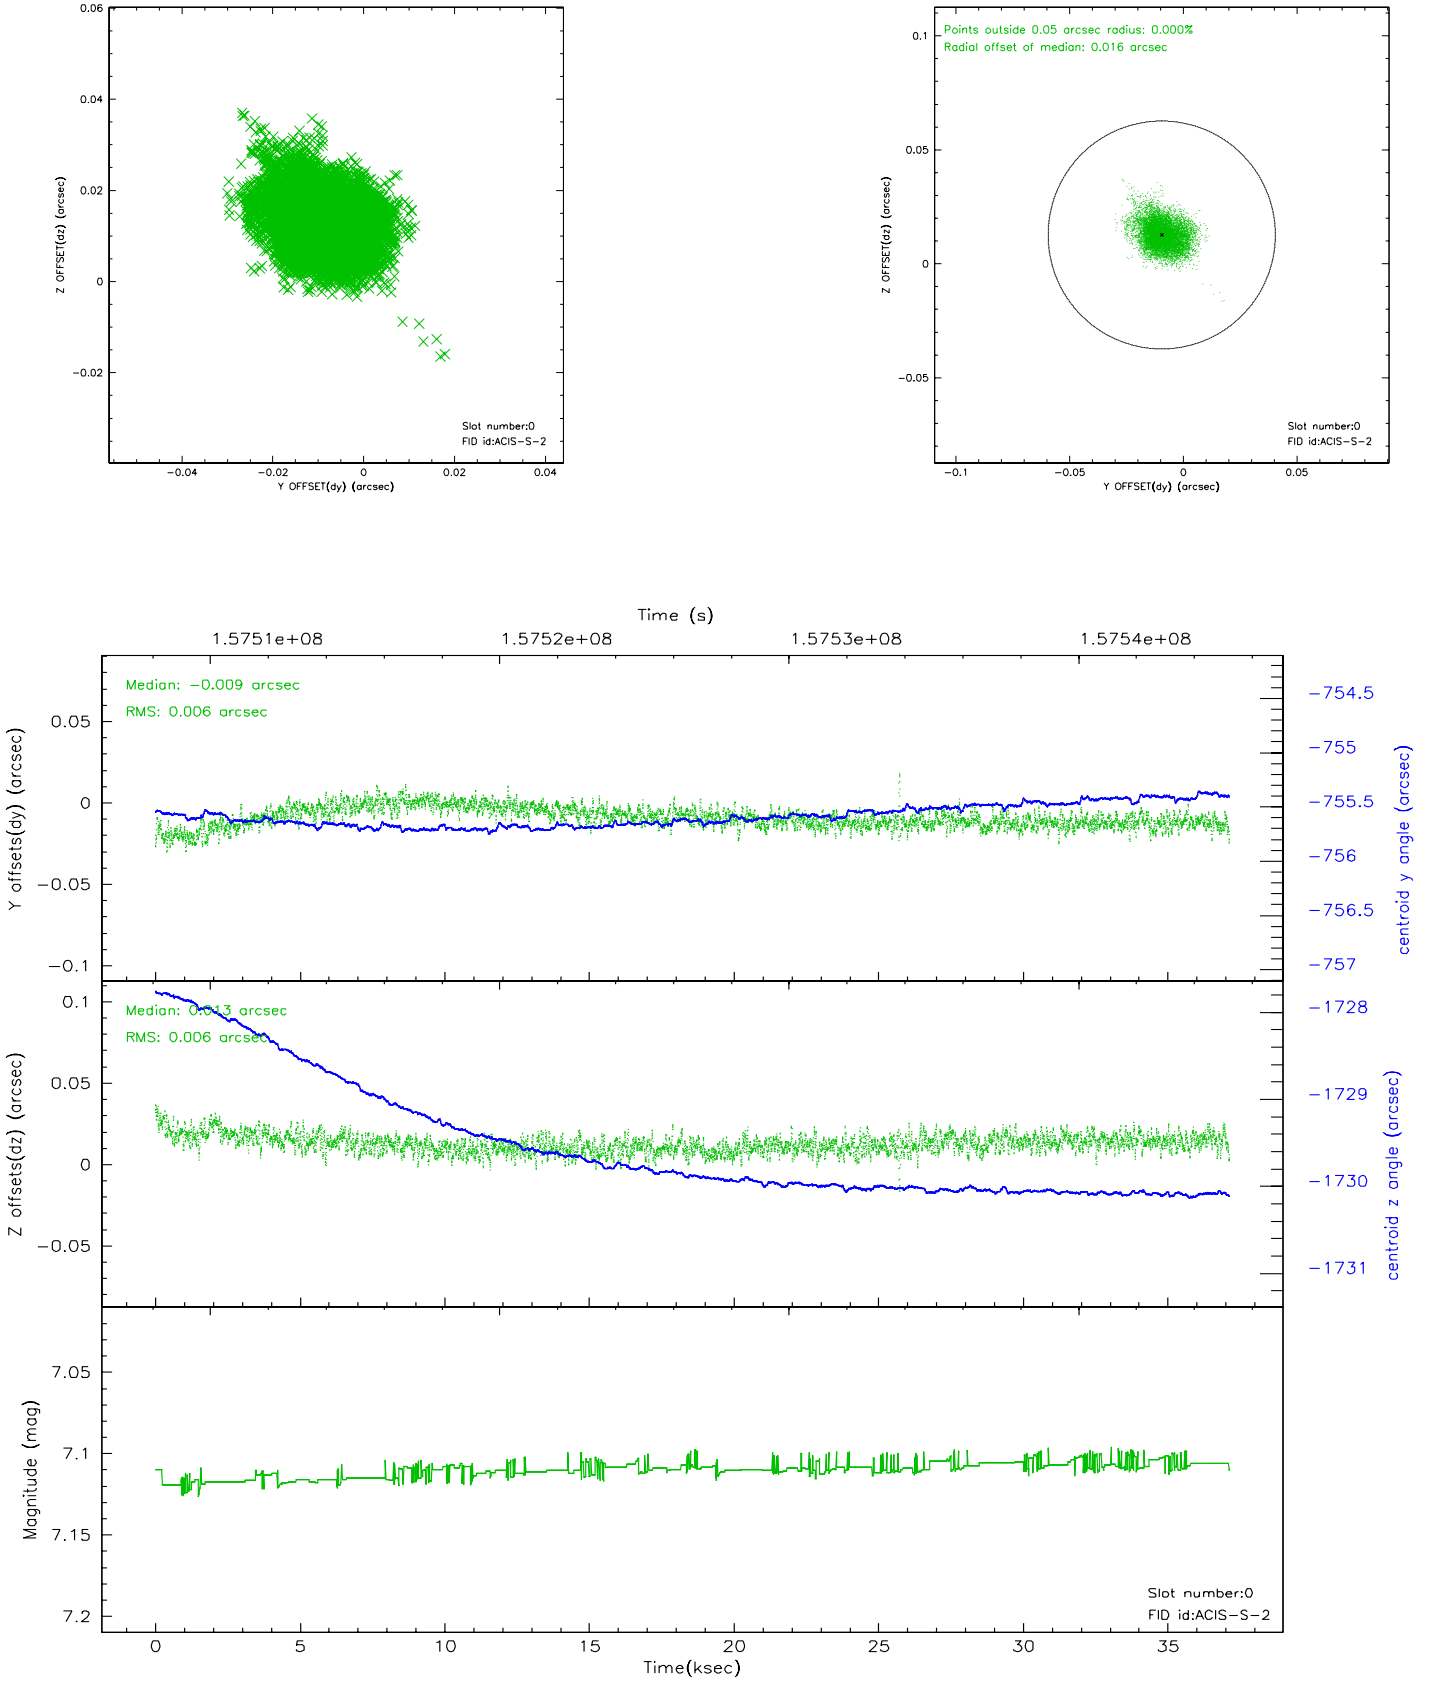 0.06
0.04
0.02
0
−0.02
Z OFFSET(dz) (arcsec)
Slot number:0
FID id:ACIS−S−2
−0.04 −0.02 0 0.02 0.04
Y OFFSET(dy) (arcsec)
Points outside 0.05 arcsec radius: 0.000%
Radial offset of median: 0.016 arcsec
0.1
0.05
0
−0.05
Z OFFSET(dz) (arcsec)
Slot number:0
FID id:ACIS−S−2
−0.1 −0.05 0 0.05
Y OFFSET(dy) (arcsec)
Time (s)
1.5751e+08 1.5752e+08 1.5753e+08 1.5754e+08
Median: −0.009 arcsec
RMS: 0.006 arcsec
0.05
0
−0.05
−0.1
Y offsets(dy) (arcsec)
−754.5
−755
−755.5
−756
−756.5
−757
centroid y angle (arcsec)
Median: 0.013 arcsec
RMS: 0.006 arcsec
0.1
0.05
0
−0.05
Z offsets(dz) (arcsec)
−1728
−1729
−1730
−1731
centroid z angle (arcsec)
7.05
7.1
7.15
7.2
Magnitude (mag)
Slot number:0
FID id:ACIS−S−2
0 5 10 15 20 25 30 35
Time(ksec)